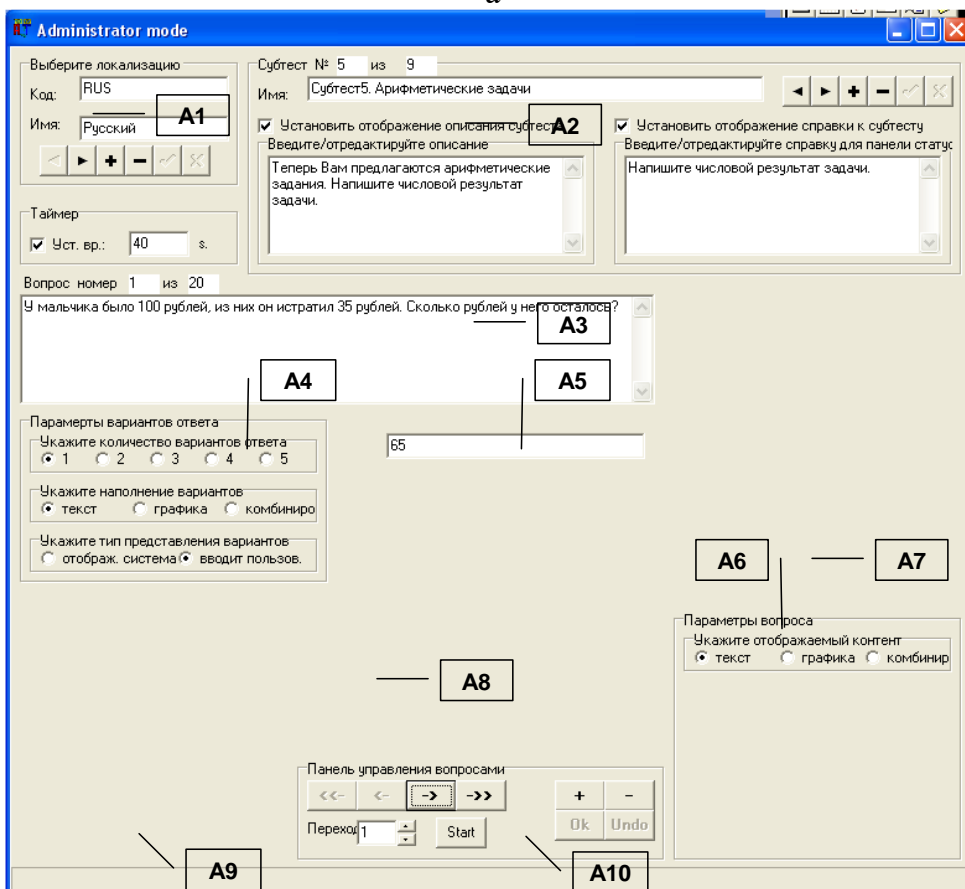 а
Administrator mode
Выберите локализацию
Код: RUS
Имя: Русский
A1
Субтест № 5 из 9
Имя: Субтест5. Арифметические задачи
Установить отображение описания субтеста
A2
Установить отображение справки к субтесту
Введите/отредактируйте описание
Введите/отредактируйте справку для панели статус
Теперь Вам предлагаются арифметические
задания. Напишите числовой результат
задачи.
Напишите числовой результат задачи.
Таймер
Уст. вр.: 40 s.
Вопрос номер 1 из 20
У мальчика было 100 рублей, из них он истратил 35 рублей. Сколько рублей у него осталось?
A3
A4
A5
Парамерты вариантов ответа
Укажите количество вариантов ответа
1 2 3 4 5
65
Укажите наполнение вариантов
текст графика комбиниро
Укажите тип представления вариантов
отображ. система вводит пользов.
A6
A7
Параметры вопроса
Укажите отображаемый контент
текст графика комбинир
A8
Панель управления вопросами
<<- <- -> ->> + -
Переход 1 Start Ok Undo
A9
A10